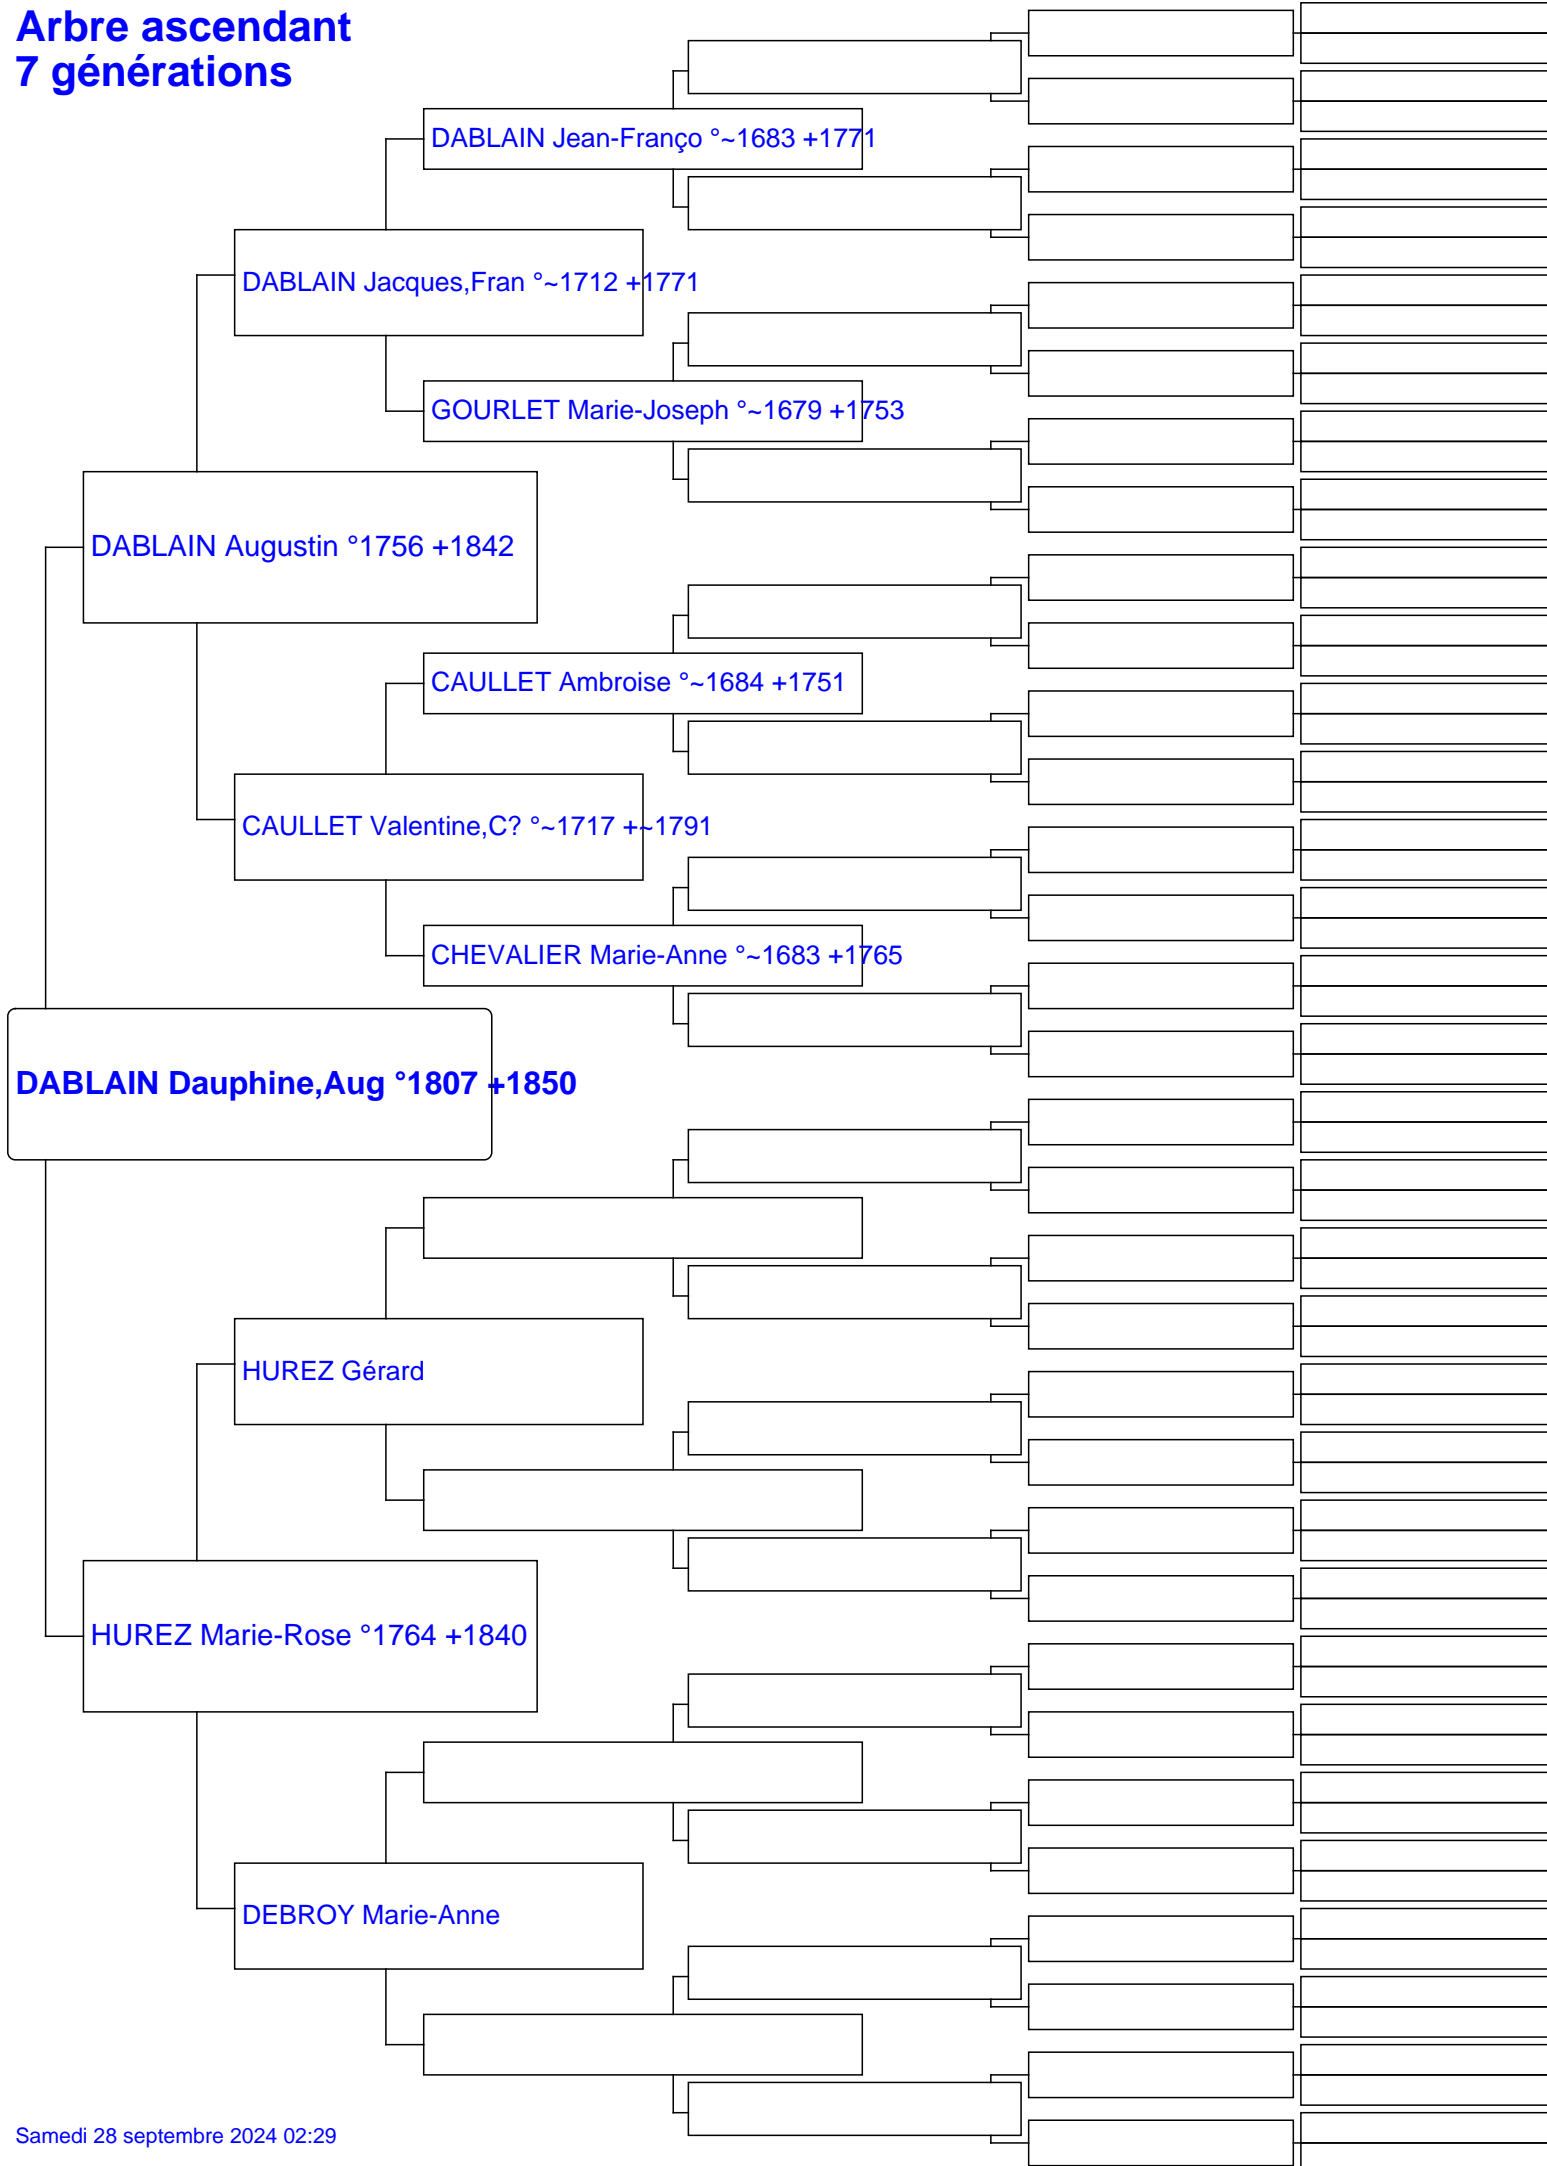 Arbre ascendant
7 générations
DABLAIN Jean-Franço °~1683 +1771
DABLAIN Jacques,Fran °~1712 +1771
GOURLET Marie-Joseph °~1679 +1753
DABLAIN Augustin °1756 +1842
CAULLET Ambroise °~1684 +1751
CAULLET Valentine,C? °~1717 +~1791
CHEVALIER Marie-Anne °~1683 +1765
DABLAIN Dauphine,Aug °1807 +1850
HUREZ Gérard
HUREZ Marie-Rose °1764 +1840
DEBROY Marie-Anne
Samedi 28 septembre 2024 02:29